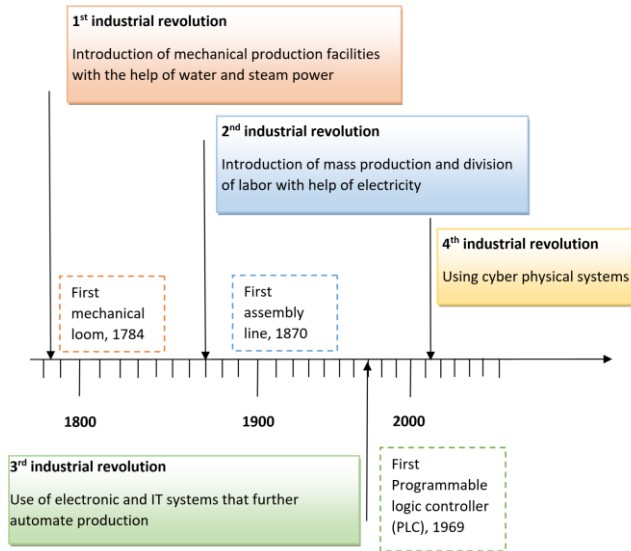 1st industrial revolution
Introduction of mechanical production facilities
with the help of water and steam power
2nd industrial revolution
Introduction of mass production and division
of labor with help of electricity
4th industrial revolution
Using cyber physical systems
First
mechanical
loom, 1784
First
assembly
line, 1870
1800
1900
2000
3rd industrial revolution
Use of electronic and IT systems that further
automate production
First
Programmable
logic controller
(PLC), 1969